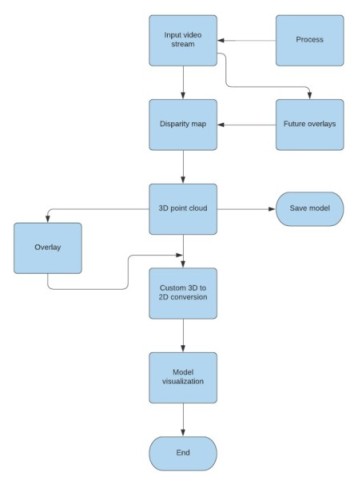 Input video
stream
Process
Disparity map
Future overlays
3D point cloud
Save model
Overlay
Custom 3D to
2D conversion
Model
visualization
End